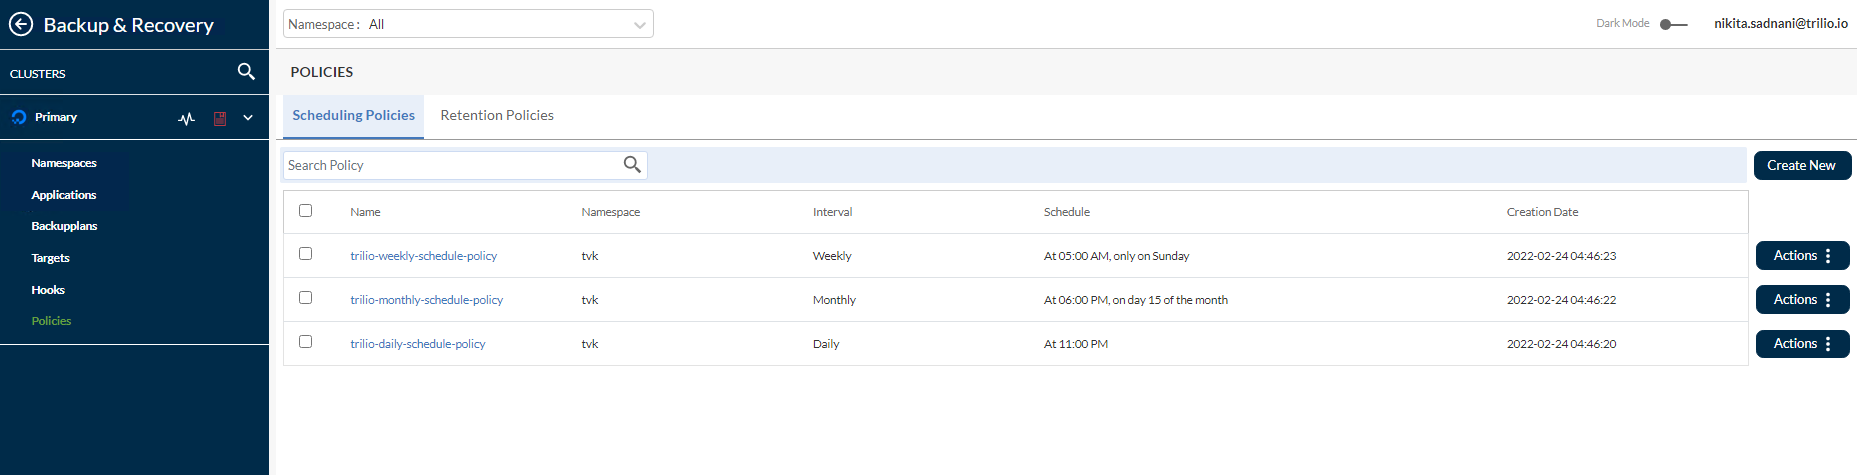 Backup & Recovery
CLUSTERS
Primary
Namespaces
Applications
Backupplans
Targets
Hooks
Policies
Namespace : All
Dark Mode
nikita.sadnani@trilio.io
POLICIES
Scheduling Policies
Retention Policies
Search Policy
Create New
Name Namespace Interval Schedule Creation Date
trilio-weekly-schedule-policy tvk Weekly At 05:00 AM, only on Sunday 2022-02-24 04:46:23 Actions
trilio-monthly-schedule-policy tvk Monthly At 06:00 PM, on day 15 of the month 2022-02-24 04:46:22 Actions
trilio-daily-schedule-policy tvk Daily At 11:00 PM 2022-02-24 04:46:20 Actions